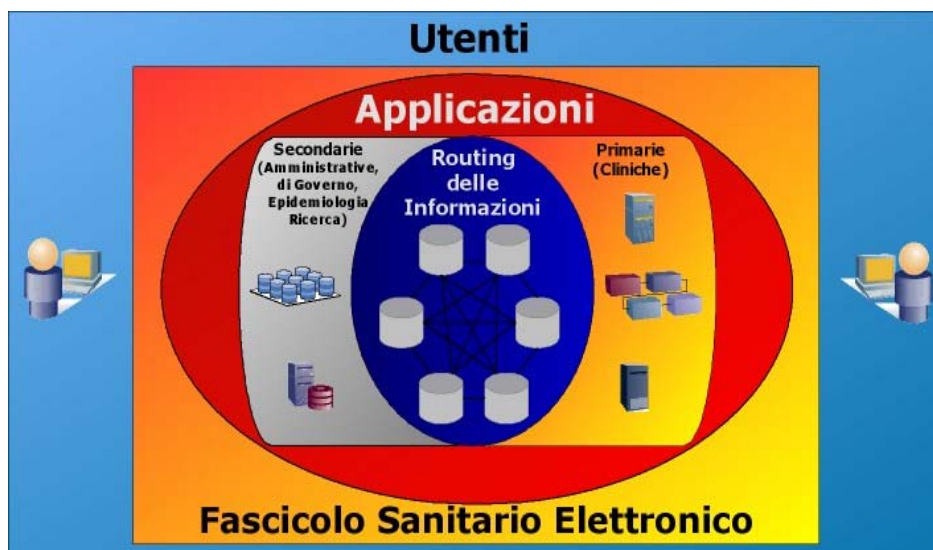 Utenti
Applicazioni
Secondarie
(Amministrative,
di Governo,
Epidemiologia
Ricerca)
Routing
delle
Informazioni
Primarie
(Cliniche)
Fascicolo Sanitario Elettronico